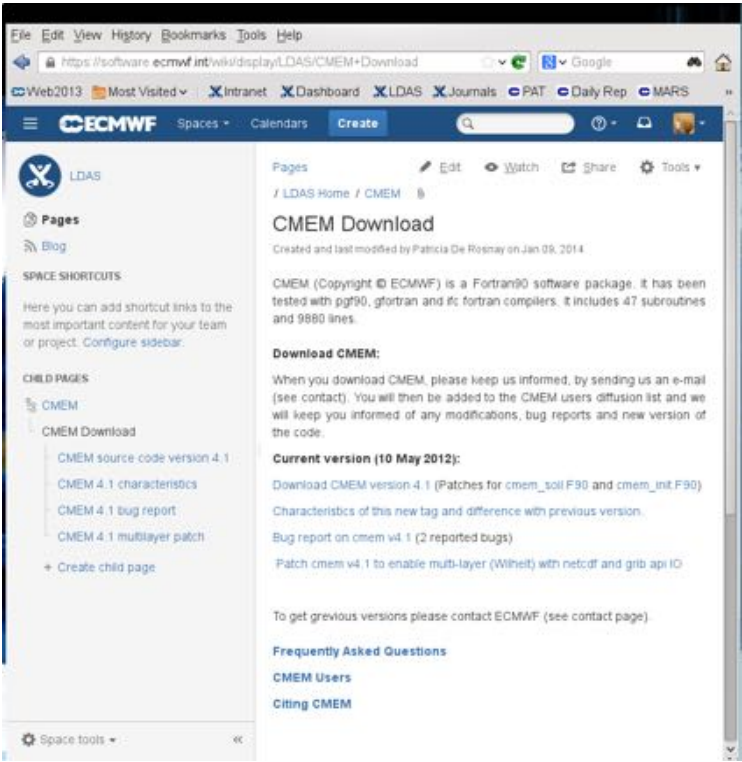 File Edit View History Bookmarks Tools Help
https://software.ecmwf.int/wiki/display/LDAS/CMEM+Download Google
Web2013 Most Visited Intranet Dashboard LDAS Journals PAT Daily Rep MARS »
ECMWF Spaces Calendars Create
LDAS
Pages
Blog
SPACE SHORTCUTS
Here you can add shortcut links to the
most important content for your team
or project. Configure sidebar.
CHILD PAGES
CMEM
CMEM Download
CMEM source code version 4.1
CMEM 4.1 characteristics
CMEM 4.1 bug report
CMEM 4.1 multilayer patch
+ Create child page
Space tools «
Pages Edit Watch Share Tools
/ LDAS Home / CMEM
CMEM Download
Created and last modified by Patricia De Rosnay on Jan 09, 2014
CMEM (Copyright © ECMWF) is a Fortran90 software package. It has been
tested with pgf90, gfortran and ifc fortran compilers. It includes 47 subroutines
and 9880 lines.
Download CMEM:
When you download CMEM, please keep us informed, by sending us an e-mail
(see contact). You will then be added to the CMEM users diffusion list and we
will keep you informed of any modifications, bug reports and new version of
the code.
Current version (10 May 2012):
Download CMEM version 4.1 (Patches for cmem_soil.F90 and cmem_init.F90)
Characteristics of this new tag and difference with previous version.
Bug report on cmem v4.1 (2 reported bugs)
Patch cmem v4.1 to enable multi-layer (Wilheit) with netcdf and grib api IO
To get grevious versions please contact ECMWF (see contact page).
Frequently Asked Questions
CMEM Users
Citing CMEM